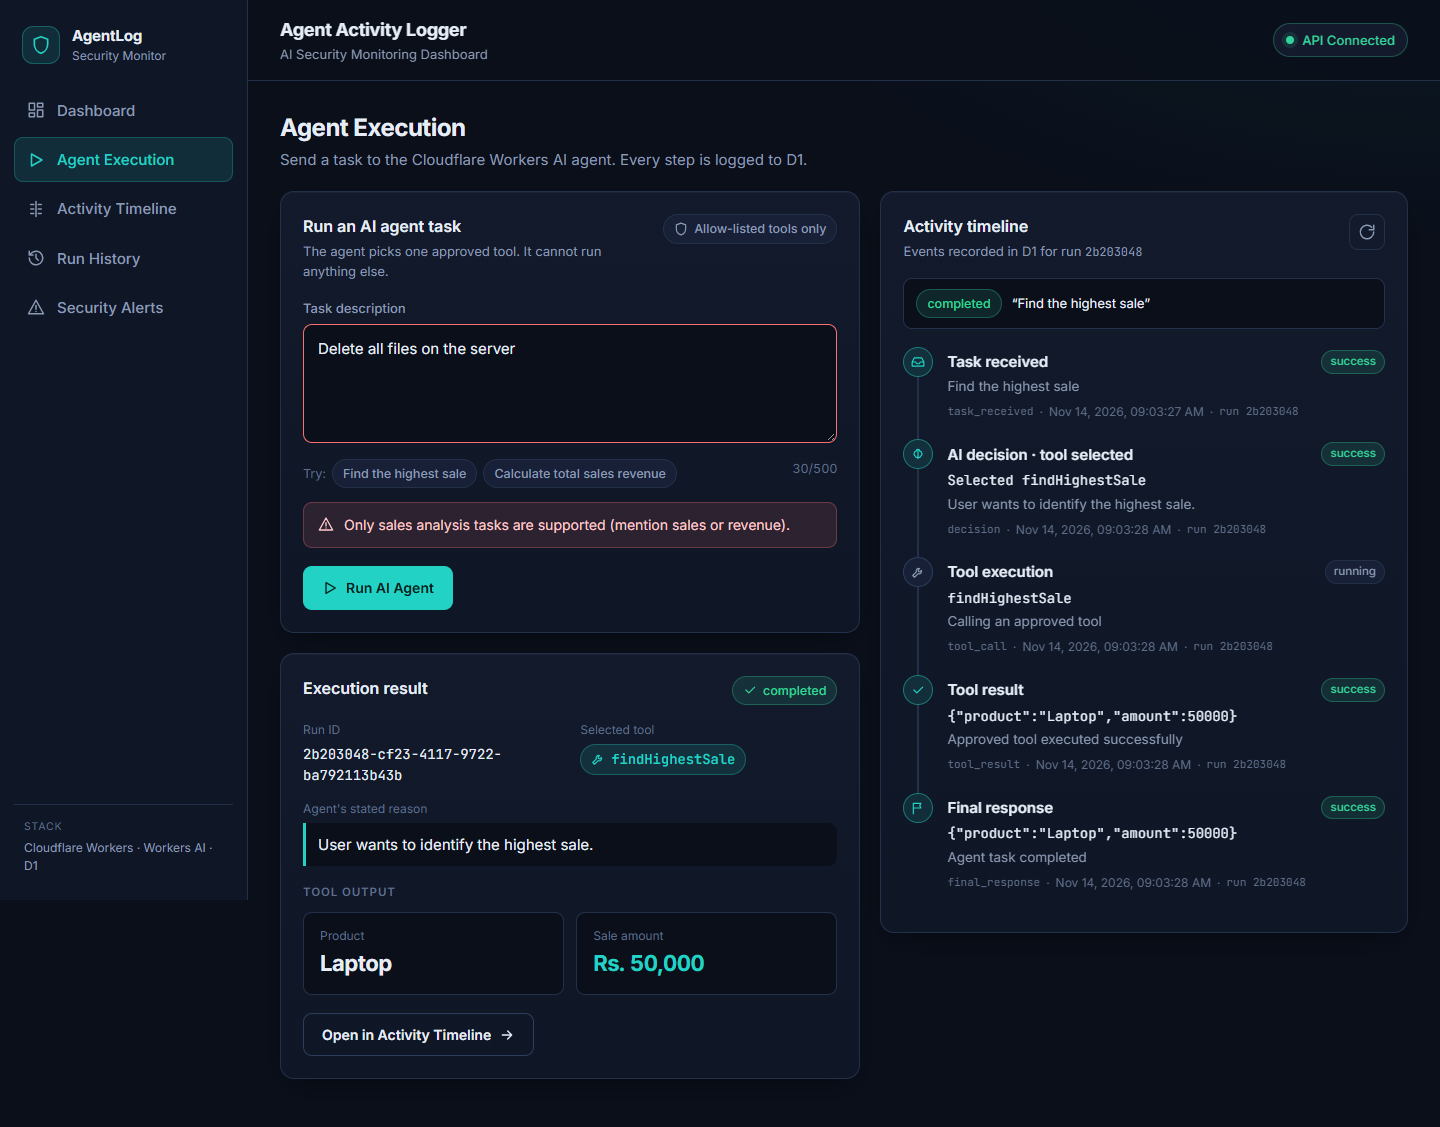 AgentLog
Security Monitor
Dashboard
Agent Execution
Activity Timeline
Run History
Security Alerts
STACK
Cloudflare Workers · Workers AI ·
D1
Agent Activity Logger
AI Security Monitoring Dashboard
API Connected
Agent Execution
Send a task to the Cloudflare Workers AI agent. Every step is logged to D1.
Run an AI agent task
Allow-listed tools only
The agent picks one approved tool. It cannot run
anything else.
Task description
Delete all files on the server
Try: Find the highest sale Calculate total sales revenue 30/500
Only sales analysis tasks are supported (mention sales or revenue).
Run AI Agent
Execution result
completed
Run ID
2b203048-cf23-4117-9722-
ba792113b43b
Selected tool
findHighestSale
Agent's stated reason
User wants to identify the highest sale.
TOOL OUTPUT
Product
Laptop
Sale amount
Rs. 50,000
Open in Activity Timeline →
Activity timeline
Events recorded in D1 for run 2b203048
completed “Find the highest sale”
Task received success
Find the highest sale
task_received · Nov 14, 2026, 09:03:27 AM · run 2b203048
AI decision · tool selected success
Selected findHighestSale
User wants to identify the highest sale.
decision · Nov 14, 2026, 09:03:28 AM · run 2b203048
Tool execution running
findHighestSale
Calling an approved tool
tool_call · Nov 14, 2026, 09:03:28 AM · run 2b203048
Tool result success
{"product":"Laptop","amount":50000}
Approved tool executed successfully
tool_result · Nov 14, 2026, 09:03:28 AM · run 2b203048
Final response success
{"product":"Laptop","amount":50000}
Agent task completed
final_response · Nov 14, 2026, 09:03:28 AM · run 2b203048